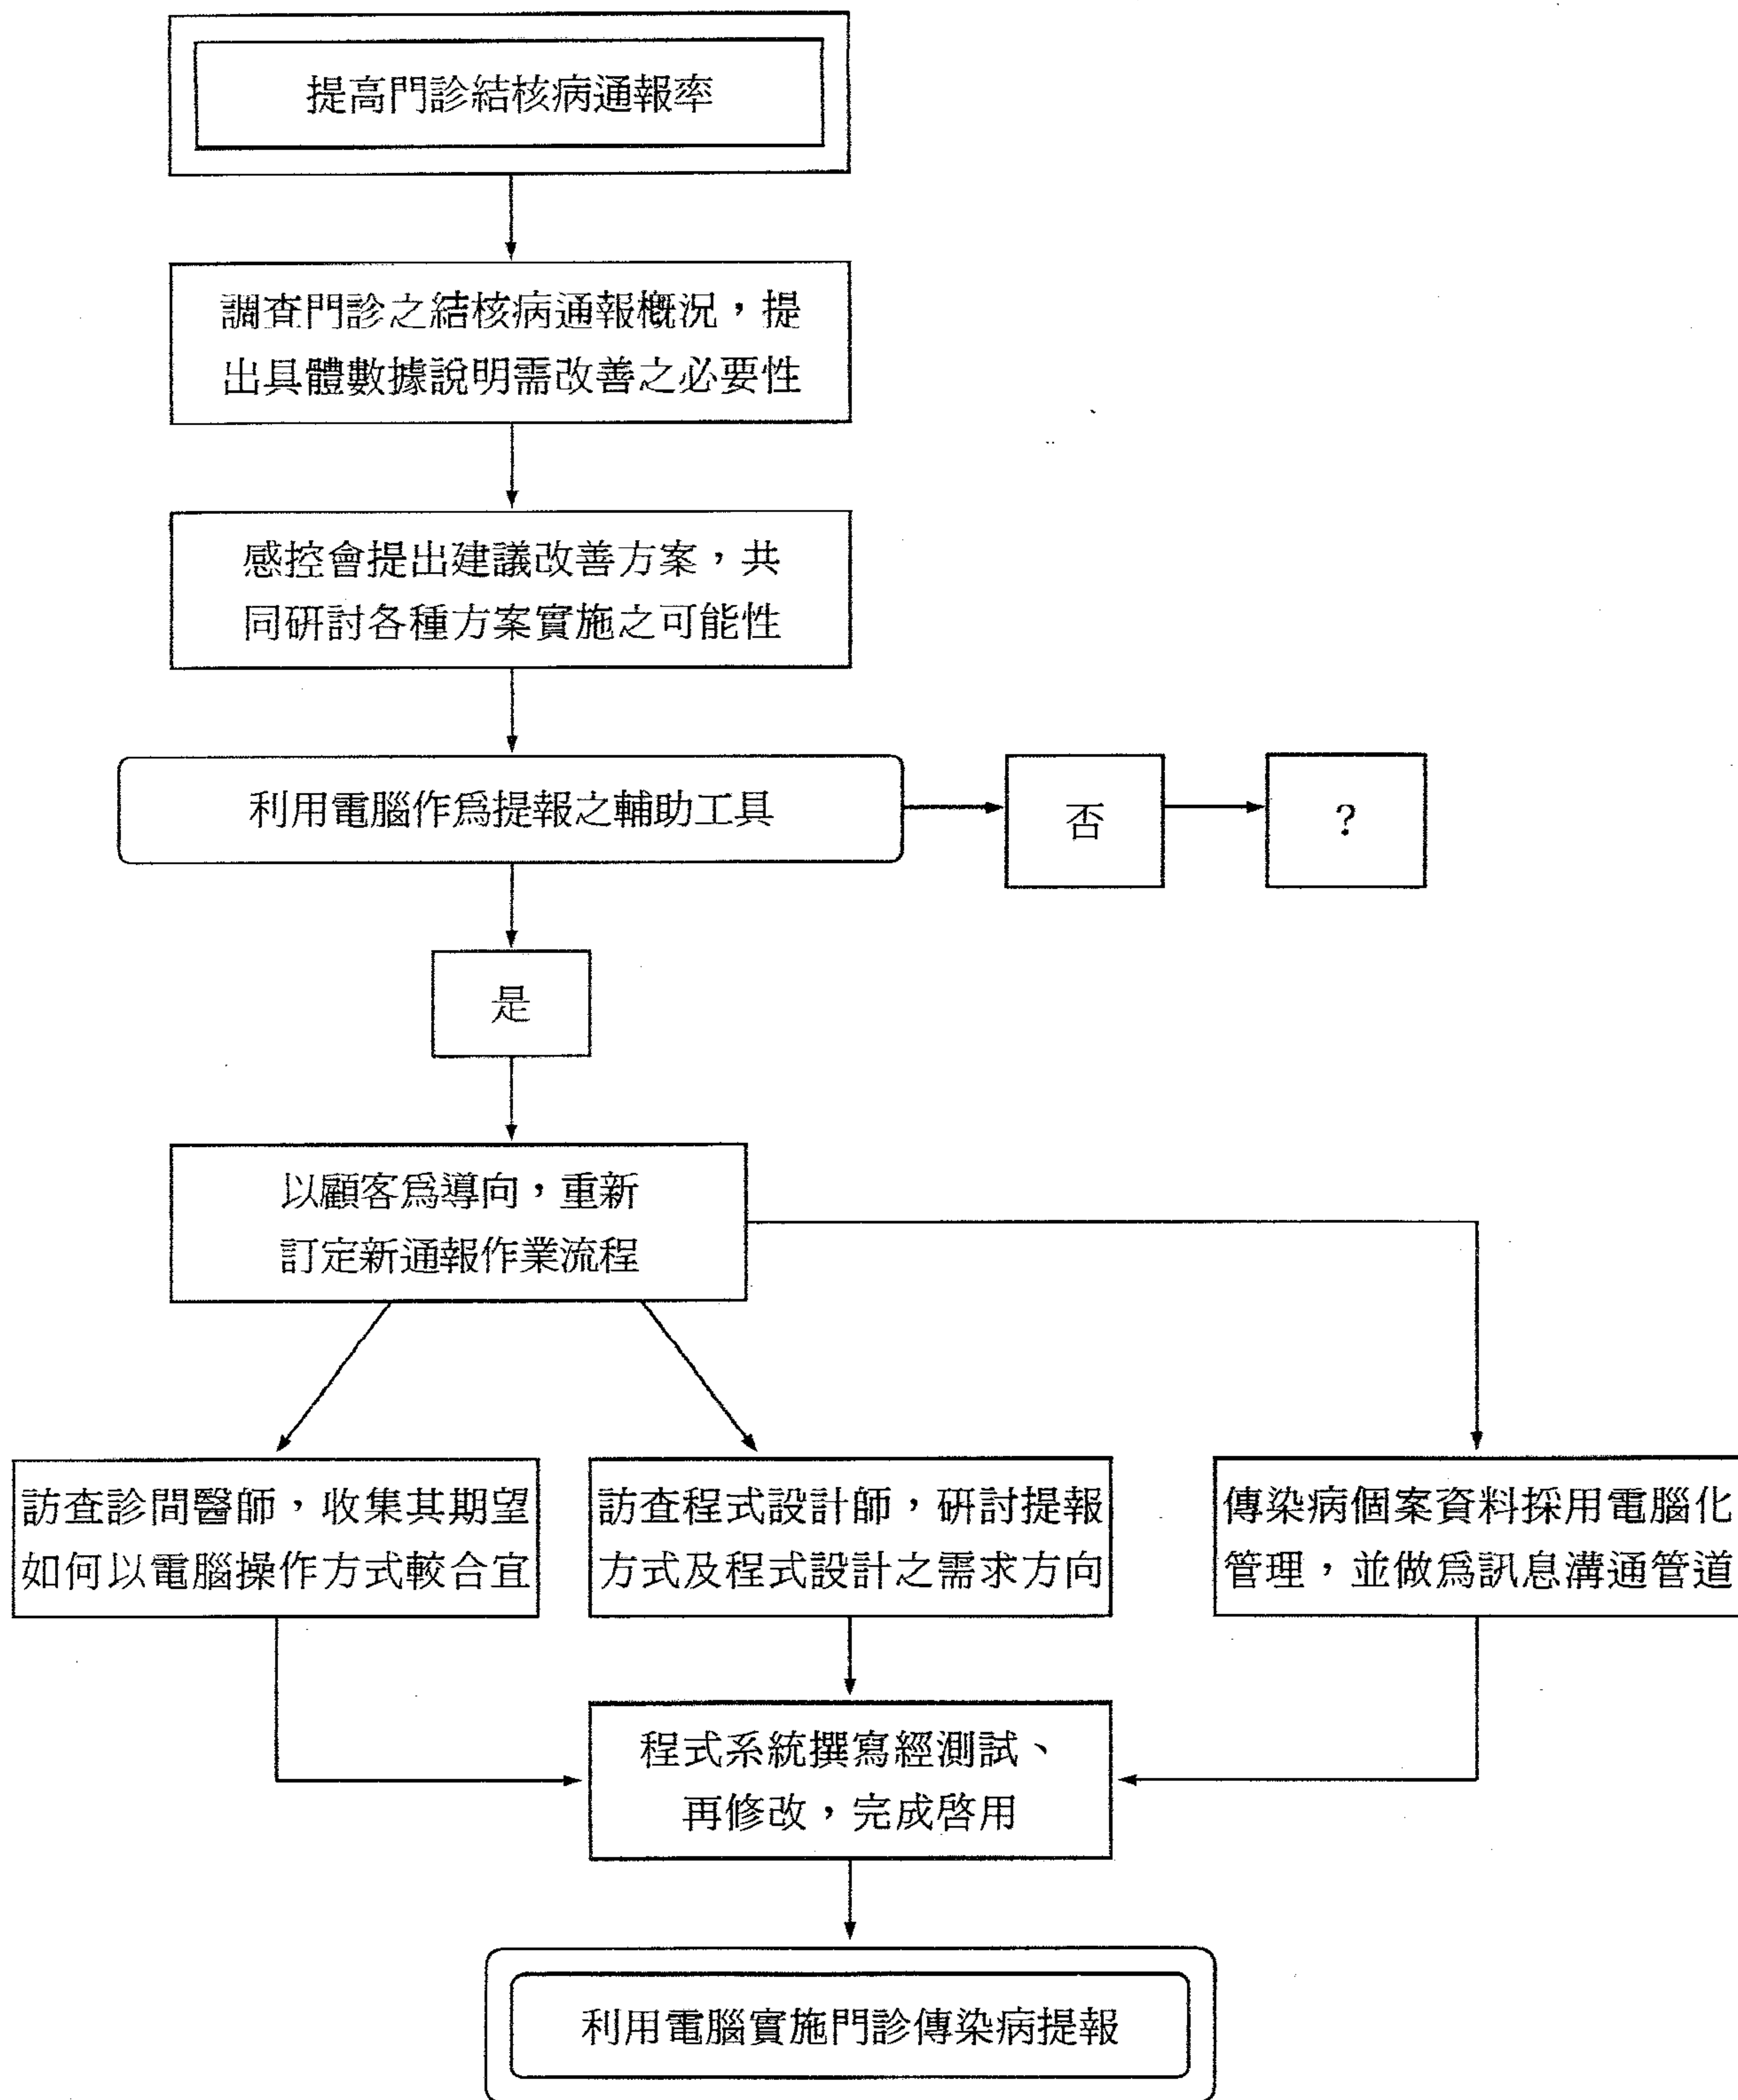 提高門診結核病通報率
調查門診之結核病通報概況，提
出具體數據說明需改善之必要性
感控會提出建議改善方案，共
同研討各種方案實施之可能性
利用電腦作為提報之輔助工具
否
?
是
以顧客為導向，重新
訂定新通報作業流程
訪查診間醫師，收集其期望
如何以電腦操作方式較合宜
訪查程式設計師，研討提報
方式及程式設計之需求方向
傳染病個案資料採用電腦化
管理，並做為訊息溝通管道
程式系統撰寫經測試、
再修改，完成啓用
利用電腦實施門診傳染病提報